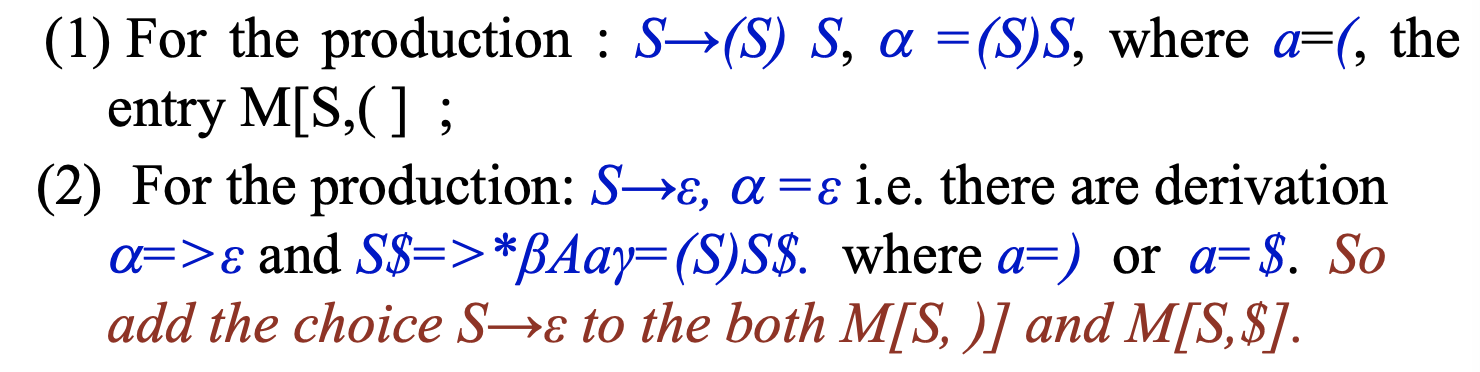 (1) For the production : S→(S) S, α =(S)S, where a=(, the
entry M[S,( ] ;
(2) For the production: S→ε, α =ε i.e. there are derivation
α=>ε and S$=>*βAaγ=(S)S$. where a=) or a=$. So
add the choice S→ε to the both M[S, )] and M[S,$].